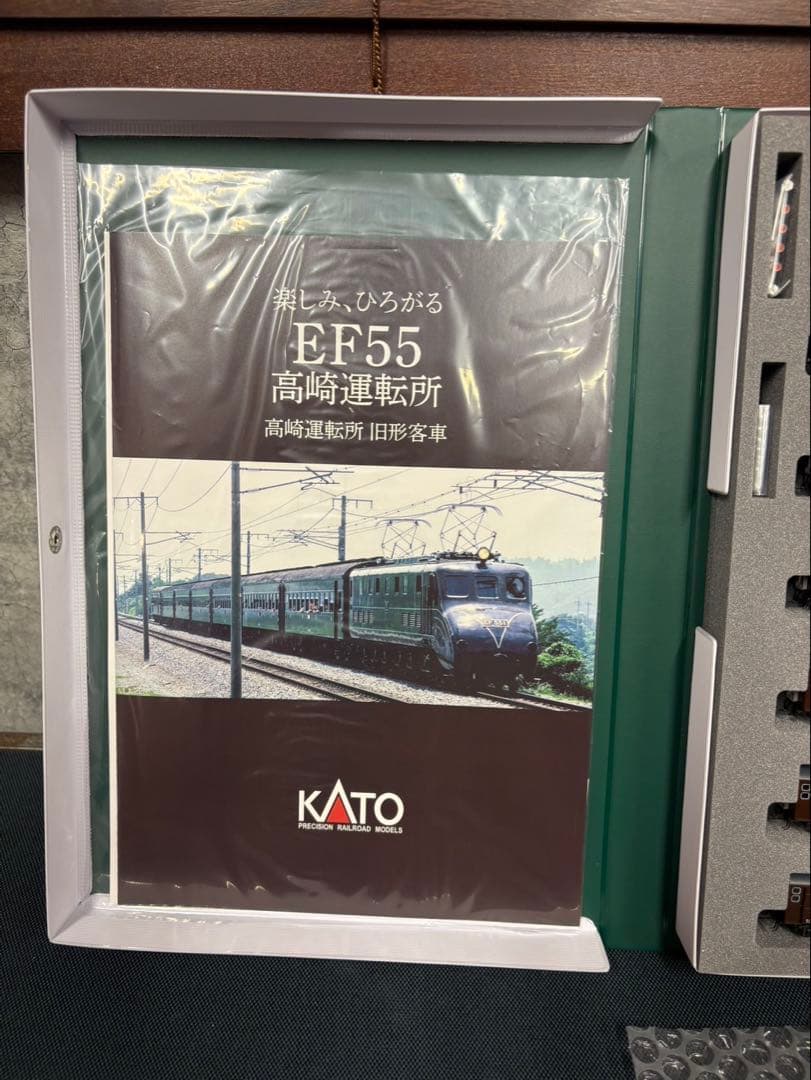 楽しみ、ひろがる
EF55
高崎運転所
高崎運転所 旧形客車
KATO
PRECISION RAILROAD MODELS